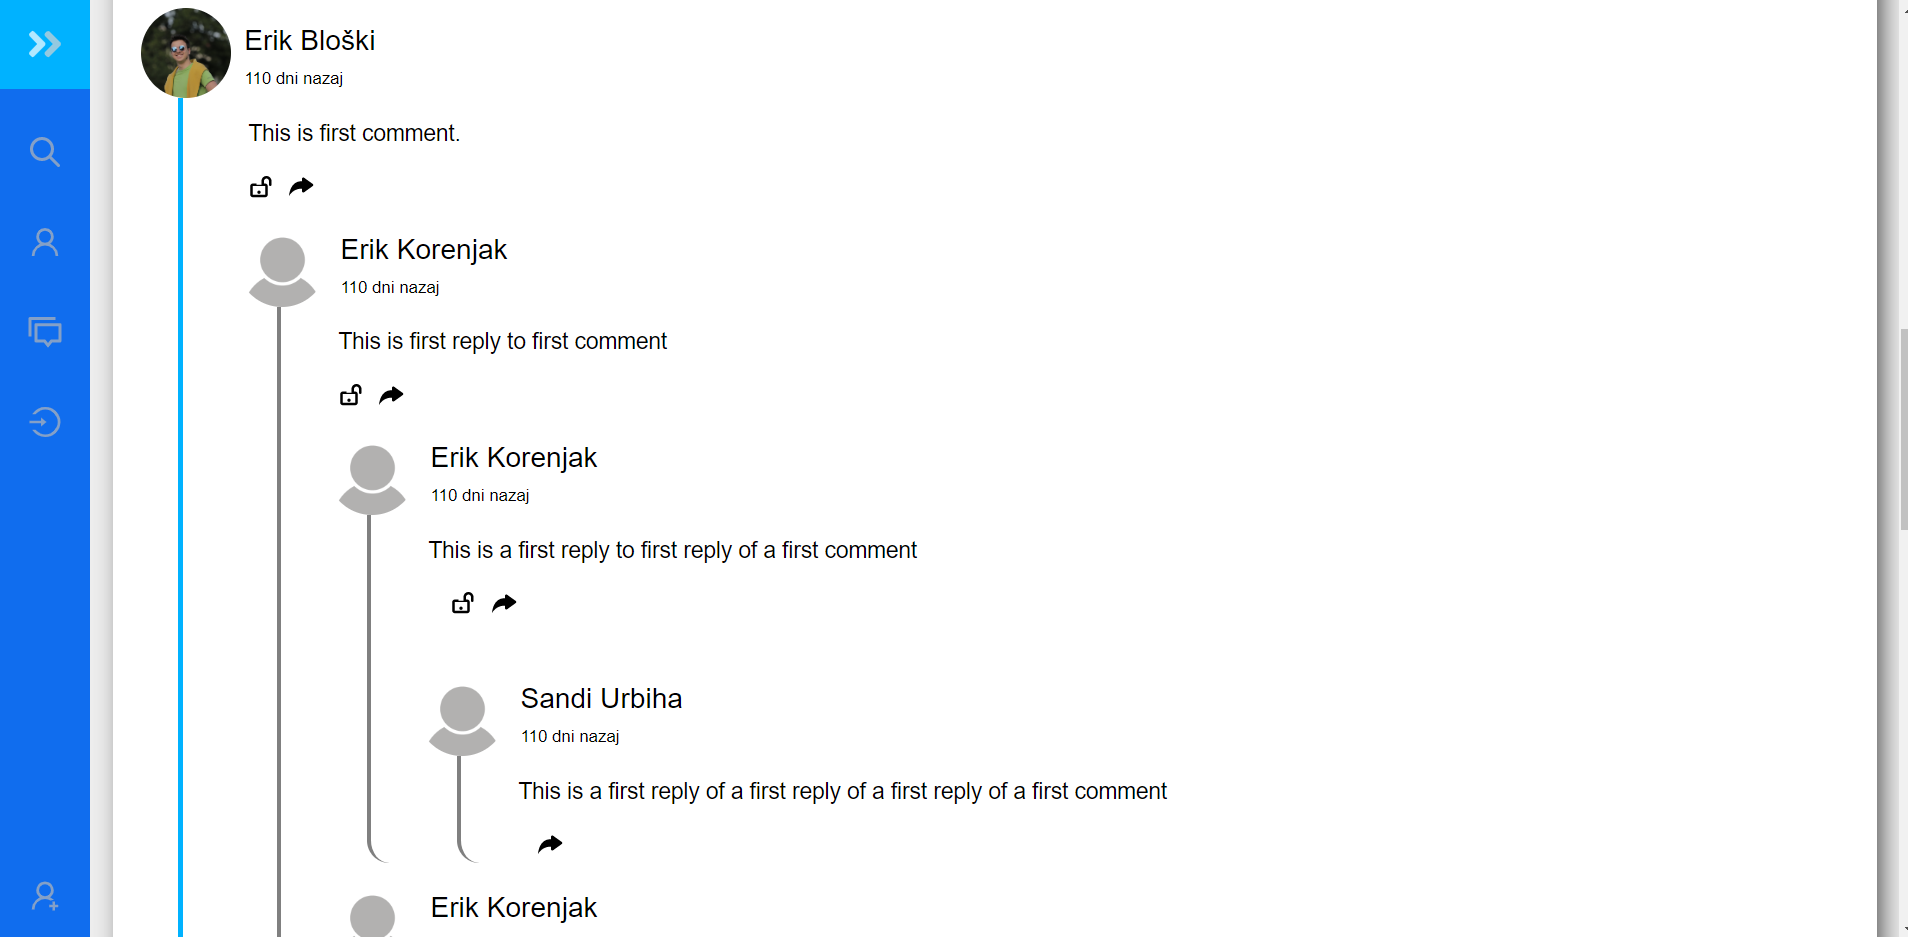 Erik Bloški
110 dni nazaj
This is first comment.
Erik Korenjak
110 dni nazaj
This is first reply to first comment
Erik Korenjak
110 dni nazaj
This is a first reply to first reply of a first comment
Sandi Urbiha
110 dni nazaj
This is a first reply of a first reply of a first reply of a first comment
Erik Korenjak